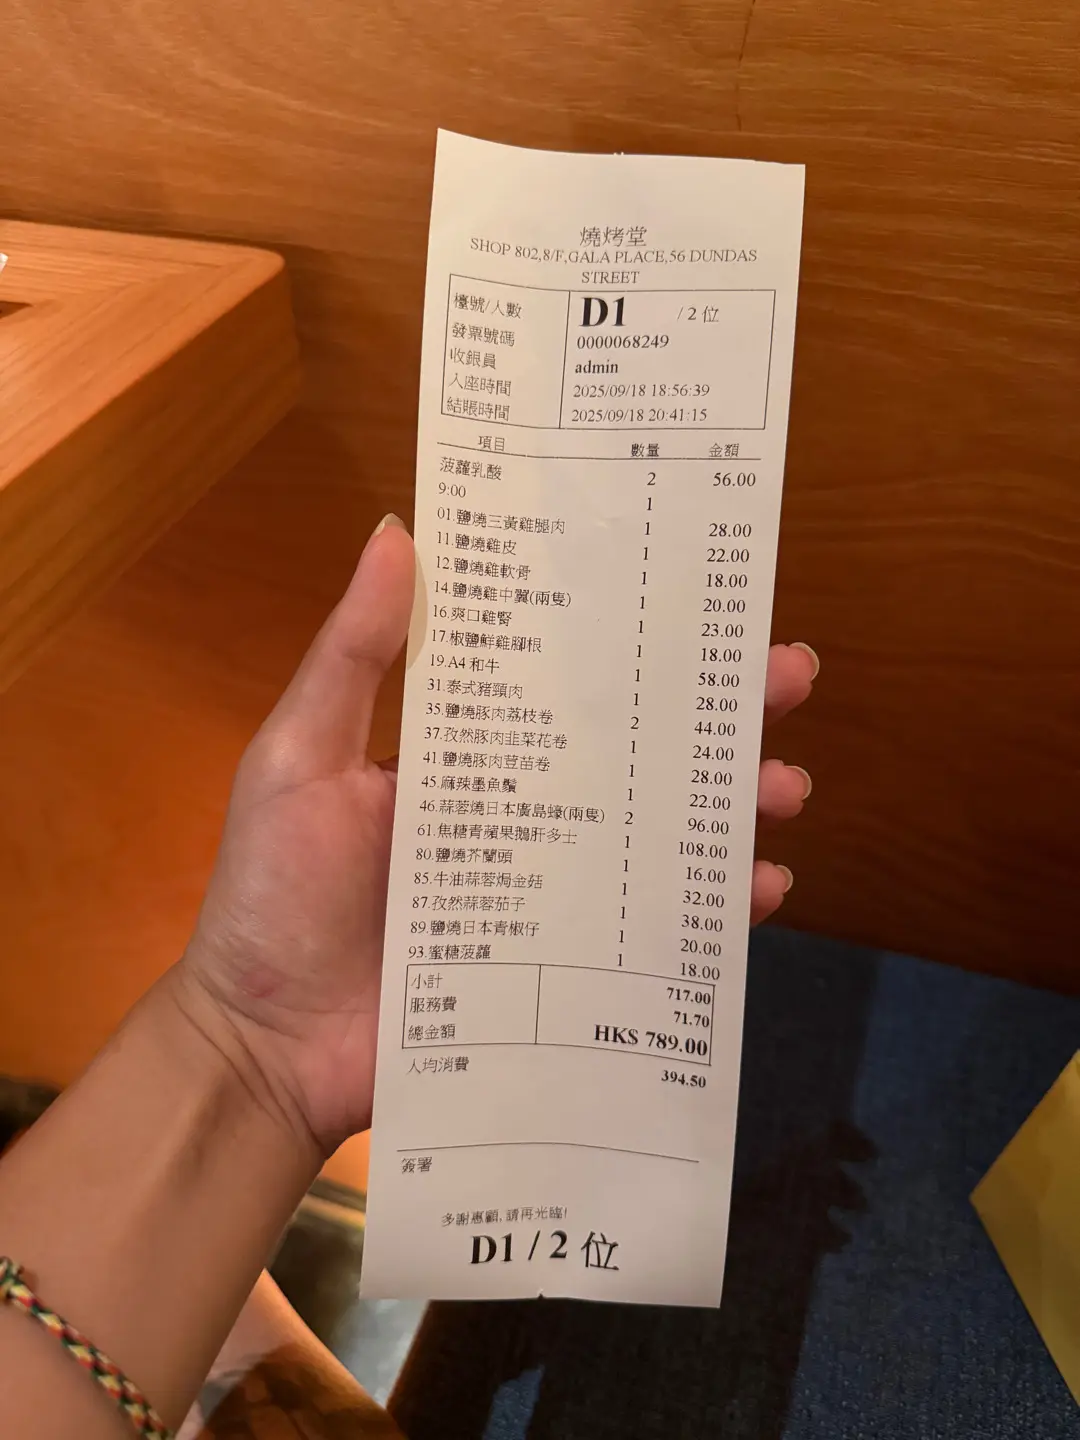 燒烤堂
SHOP 802,8/F,GALA PLACE,56 DUNDAS
STREET
檯號/人數 D1 / 2 位
發票號碼 0000068249
收銀員 admin
入座時間 2025/09/18 18:56:39
結賬時間 2025/09/18 20:41:15
項目 數量 金額
菠蘿乳酸 2 56.00
9:00 1
01.鹽燒三黃雞腿肉 1 28.00
11.鹽燒雞皮 1 22.00
12.鹽燒雞軟骨 1 18.00
14.鹽燒雞中翼(兩隻) 1 20.00
16.爽口雞腎 1 23.00
17.椒鹽鮮雞腳根 1 18.00
19.A4 和牛 1 58.00
31.泰式豬頸肉 1 28.00
35.鹽燒豚肉荔枝卷 2 44.00
37.孜然豚肉韭菜花卷 1 24.00
41.鹽燒豚肉荳苗卷 1 28.00
45.麻辣墨魚鬚 1 22.00
46.蒜蓉燒日本廣島蠔(兩隻) 2 96.00
61.焦糖青蘋果鵝肝多士 1 108.00
80.鹽燒芥蘭頭 1 16.00
85.牛油蒜蓉焗金菇 1 32.00
87.孜然蒜蓉茄子 1 38.00
89.鹽燒日本青椒仔 1 20.00
93.蜜糖菠蘿 1 18.00
小計 717.00
服務費 71.70
總金額 HK$ 789.00
人均消費 394.50
簽署
多謝惠顧,請再光臨!
D1 / 2 位